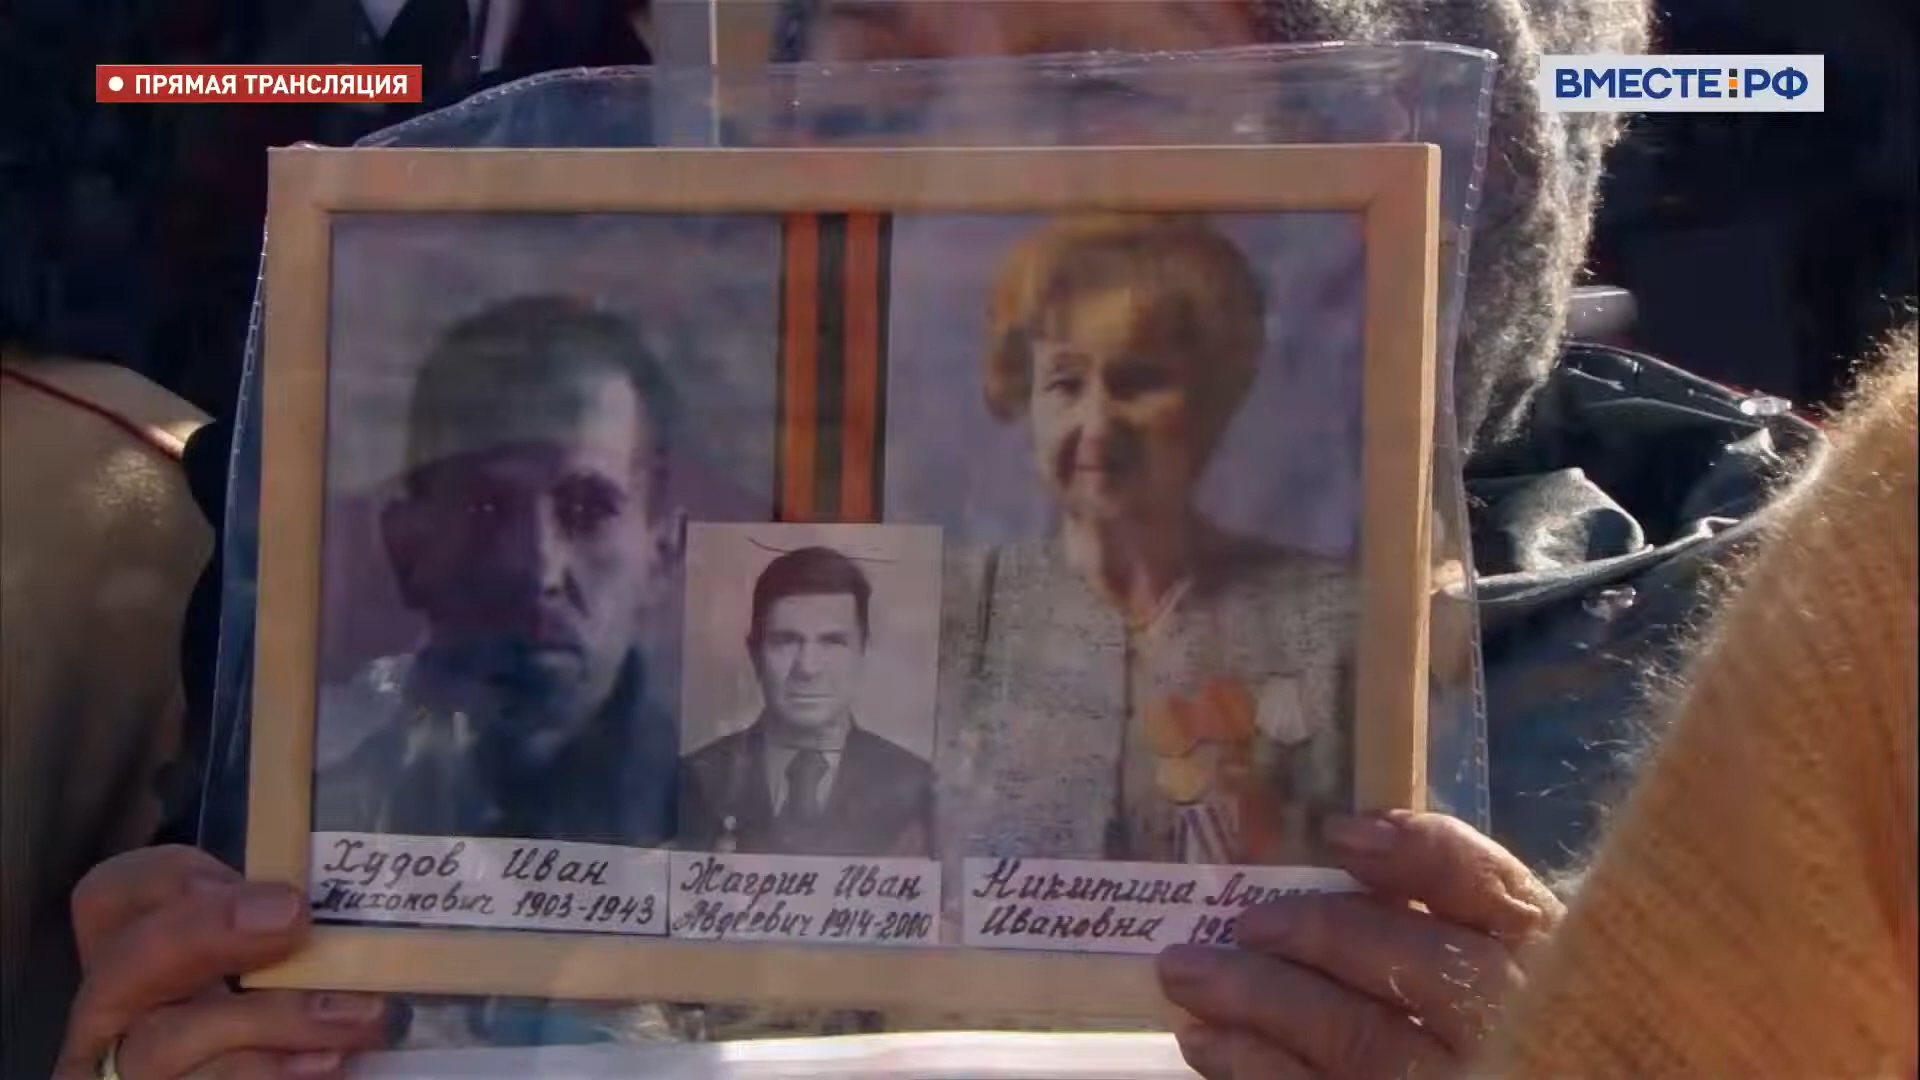 ПРЯМАЯ ТРАНСЛЯЦИЯ
ВМЕСТЕ:РФ
Худов Иван
Тихонович 1903-1943
Жагрин Иван
Авдеевич 1914-2000
Никитина
Ивановна